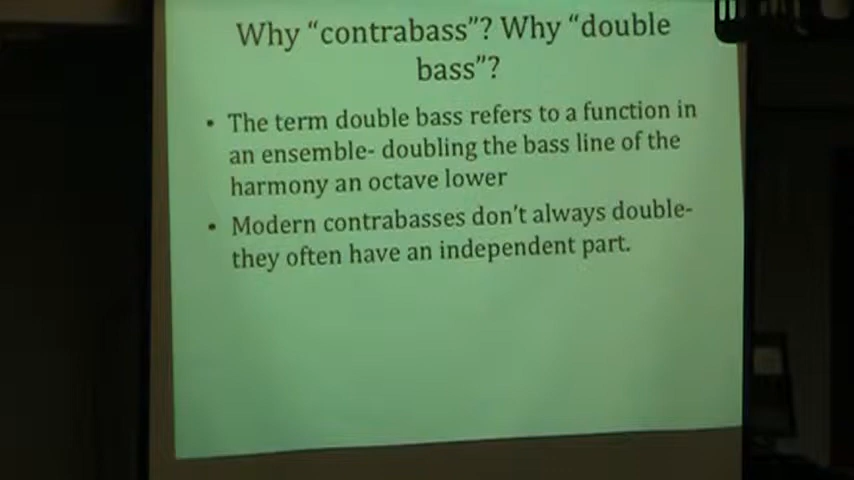 Why “contrabass”? Why “double
bass”?
• The term double bass refers to a function in
an ensemble- doubling the bass line of the
harmony an octave lower
• Modern contrabasses don’t always double-
they often have an independent part.